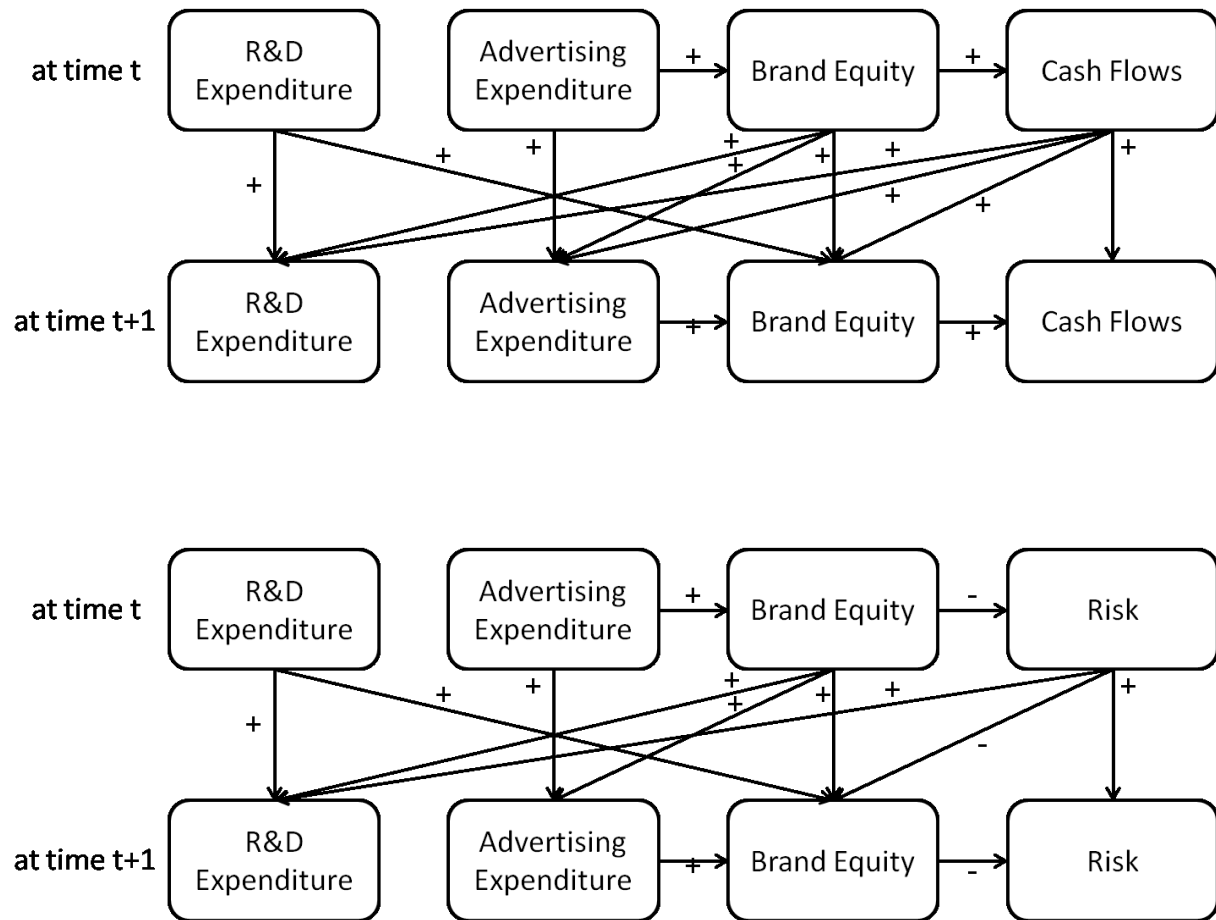 at time t
R&D
Expenditure
Advertising
Expenditure
+
Brand Equity
+
Cash Flows
+
+
+
+
+
+
+
+
+
+
+
at time t+1
R&D
Expenditure
Advertising
Expenditure
+
Brand Equity
+
Cash Flows
at time t
R&D
Expenditure
Advertising
Expenditure
+
Brand Equity
-
Risk
+
+
+
+
+
+
+
+
-
at time t+1
R&D
Expenditure
Advertising
Expenditure
+
Brand Equity
-
Risk